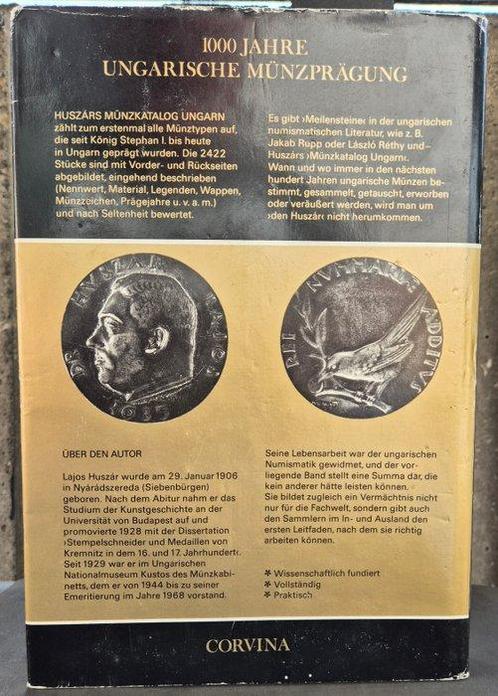 1000 JAHRE
UNGARISCHE MÜNZPRÄGUNG
HUSZÁRS MÜNZKATALOG UNGARN
zählt zum erstenmal alle Münztypen auf,
die seit König Stephan I. bis heute
in Ungarn geprägt wurden. Die 2422
Stücke sind mit Vorder- und Rückseiten
abgebildet, eingehend beschrieben
(Nennwert, Material, Legenden, Wappen,
Münzzeichen, Prägejahre u. v. a. m.)
und nach Seltenheit bewertet.
Es gibt ›Meilensteine‹ in der ungarischen
numismatischen Literatur, wie z. B.
Jakab Rupp oder László Réthy und –
Huszárs ›Münzkatalog Ungarn‹.
Wann und wo immer in den nächsten
hundert Jahren ungarische Münzen be-
stimmt, gesammelt, getauscht, erworben
oder veräußert werden, wird man um
›den Huszár‹ nicht herumkommen.
DR HUSZÁR LAJOS
1937
REI NVMMARIÆ ADDITVS
ÜBER DEN AUTOR
Lajos Huszár wurde am 29. Januar 1906
in Nyárádszereda (Siebenbürgen)
geboren. Nach dem Abitur nahm er das
Studium der Kunstgeschichte an der
Universität von Budapest auf und
promovierte 1928 mit der Dissertation
›Stempelschneider und Medaillen von
Kremnitz in dem 16. und 17. Jahrhundert‹.
Seit 1929 war er im Ungarischen
Nationalmuseum Kustos des Münzkabi-
netts, dem er von 1944 bis zu seiner
Emeritierung im Jahre 1968 vorstand.
Seine Lebensarbeit war der ungarischen
Numismatik gewidmet, und der vor-
liegende Band stellt eine Summa dar, die
kein anderer hätte leisten können.
Sie bildet zugleich ein Vermächtnis nicht
nur für die Fachwelt, sondern gibt auch
den Sammlern im In- und Ausland den
ersten Leitfaden, nach dem sie richtig
arbeiten können.
* Wissenschaftlich fundiert
* Vollständig
* Praktisch
CORVINA